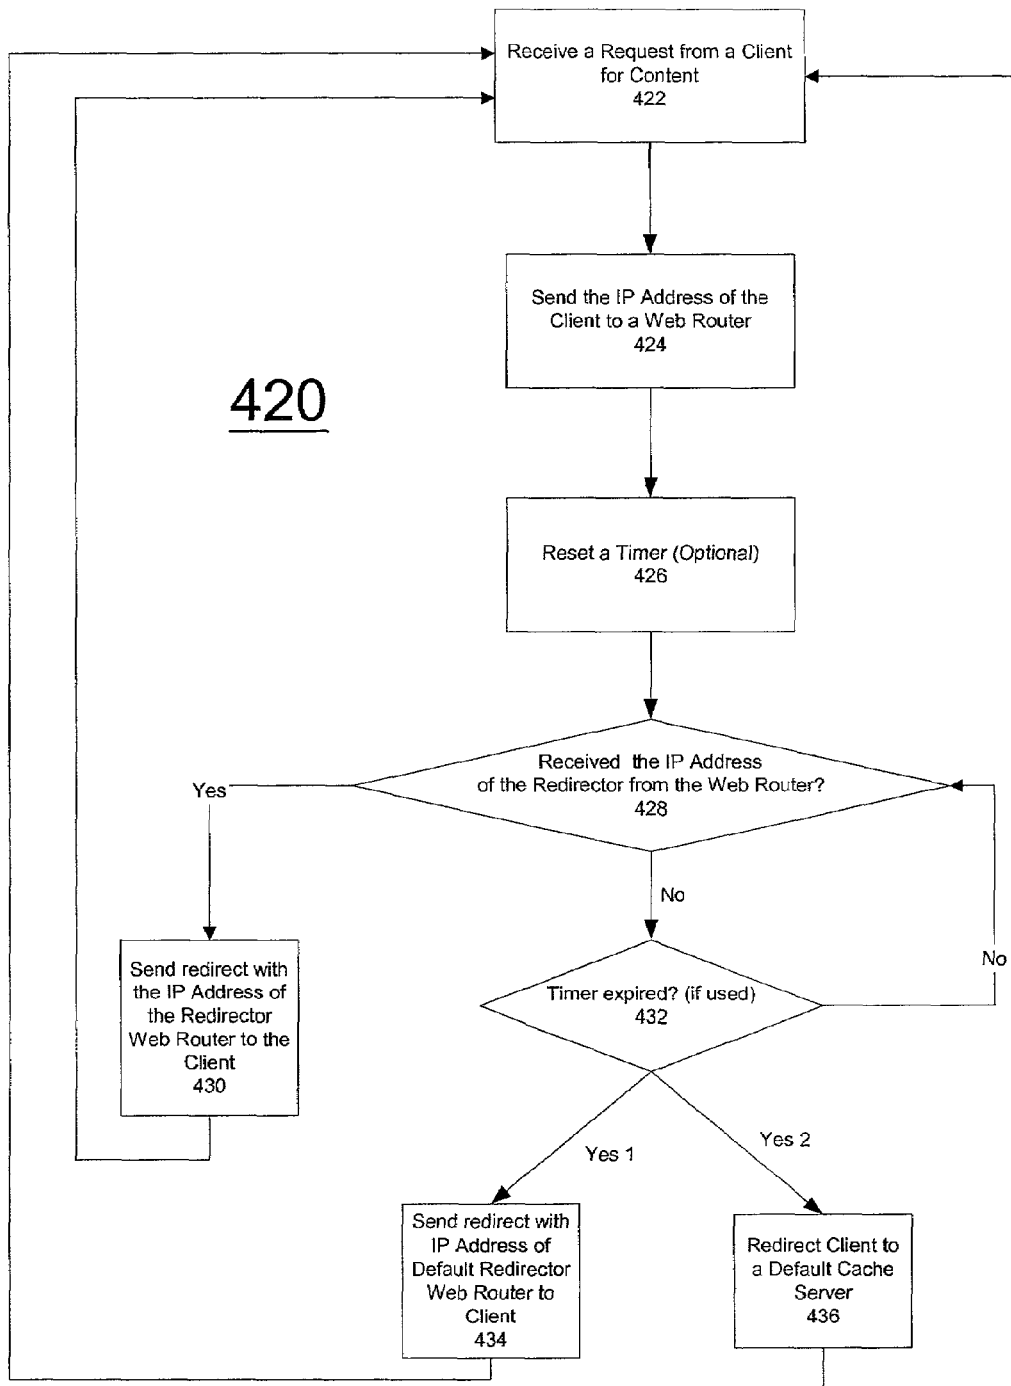 Receive a Request from a Client
for Content
422
Send the IP Address of the
Client to a Web Router
424
420
Reset a Timer (Optional)
426
Received the IP Address
of the Redirector from the Web Router?
428
Yes
No
No
Send redirect with
the IP Address of
the Redirector
Web Router to the
Client
430
Timer expired? (if used)
432
Yes 1
Yes 2
Send redirect with
IP Address of
Default Redirector
Web Router to
Client
434
Redirect Client to
a Default Cache
Server
436